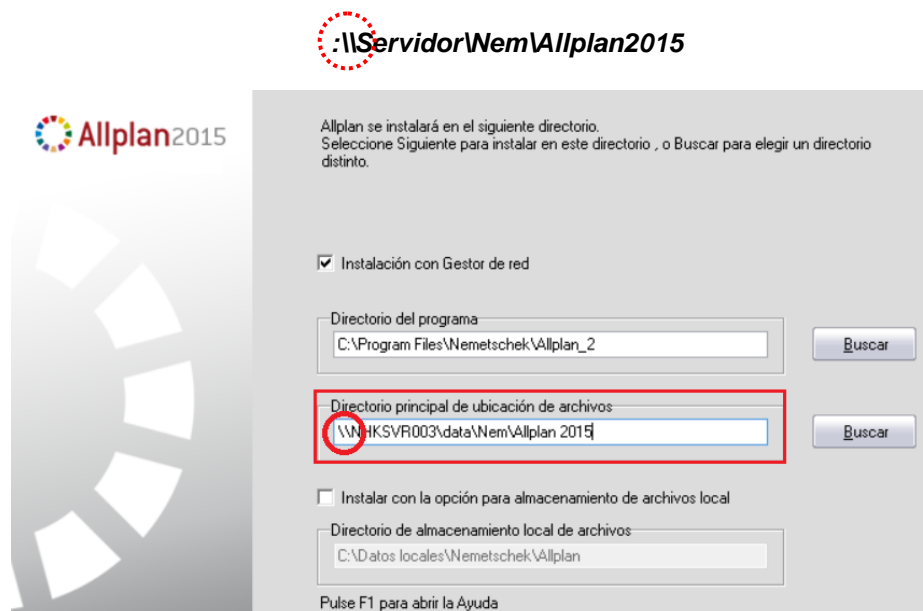 :\\Servidor\Nem\Allplan2015
Allplan2015
Allplan se instalará en el siguiente directorio.
Seleccione Siguiente para instalar en este directorio , o Buscar para elegir un directorio
distinto.
Instalación con Gestor de red
Directorio del programa
C:\Program Files\Nemetschek\Allplan_2
Buscar
Directorio principal de ubicación de archivos
\\NHKSVR003\data\Nem\Allplan 2015
Buscar
Instalar con la opción para almacenamiento de archivos local
Directorio de almacenamiento local de archivos
C:\Datos locales\Nemetschek\Allplan
Pulse F1 para abrir la Ayuda